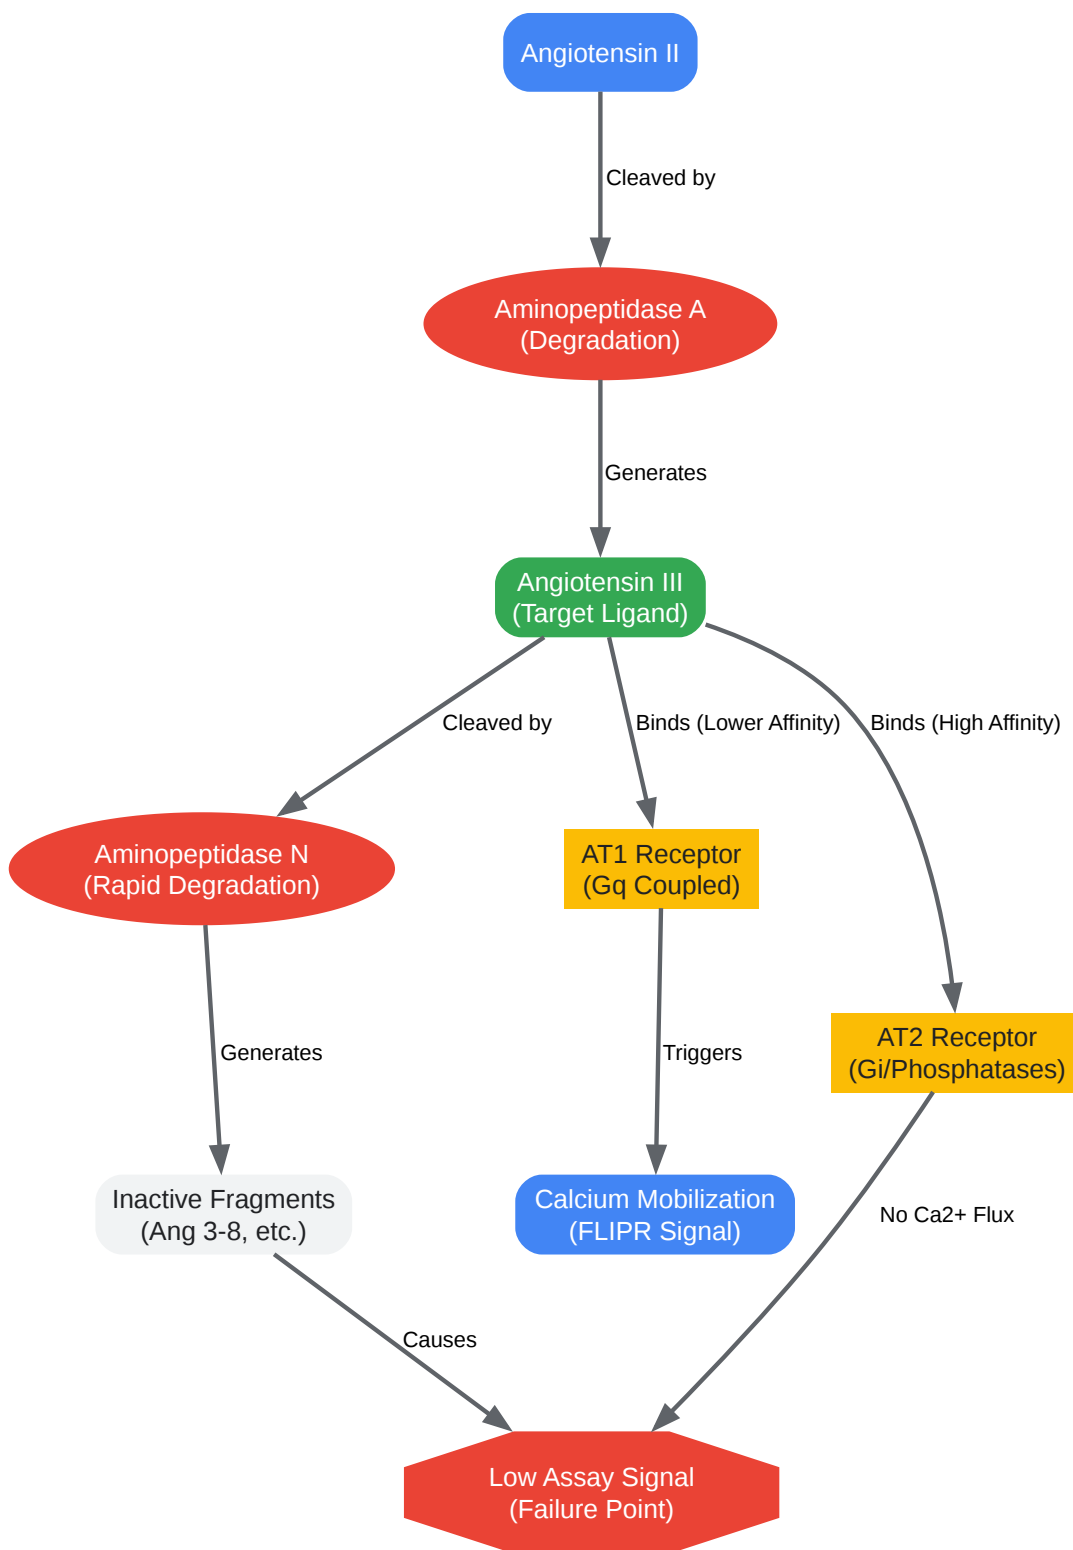 Angiotensin II
Cleaved by
Aminopeptidase A
(Degradation)
Generates
Angiotensin III
(Target Ligand)
Cleaved by
Binds (Lower Affinity)
Binds (High Affinity)
Aminopeptidase N
(Rapid Degradation)
AT1 Receptor
(Gq Coupled)
AT2 Receptor
(Gi/Phosphatases)
Generates
Triggers
Inactive Fragments
(Ang 3-8, etc.)
Calcium Mobilization
(FLIPR Signal)
No Ca2+ Flux
Causes
Low Assay Signal
(Failure Point)